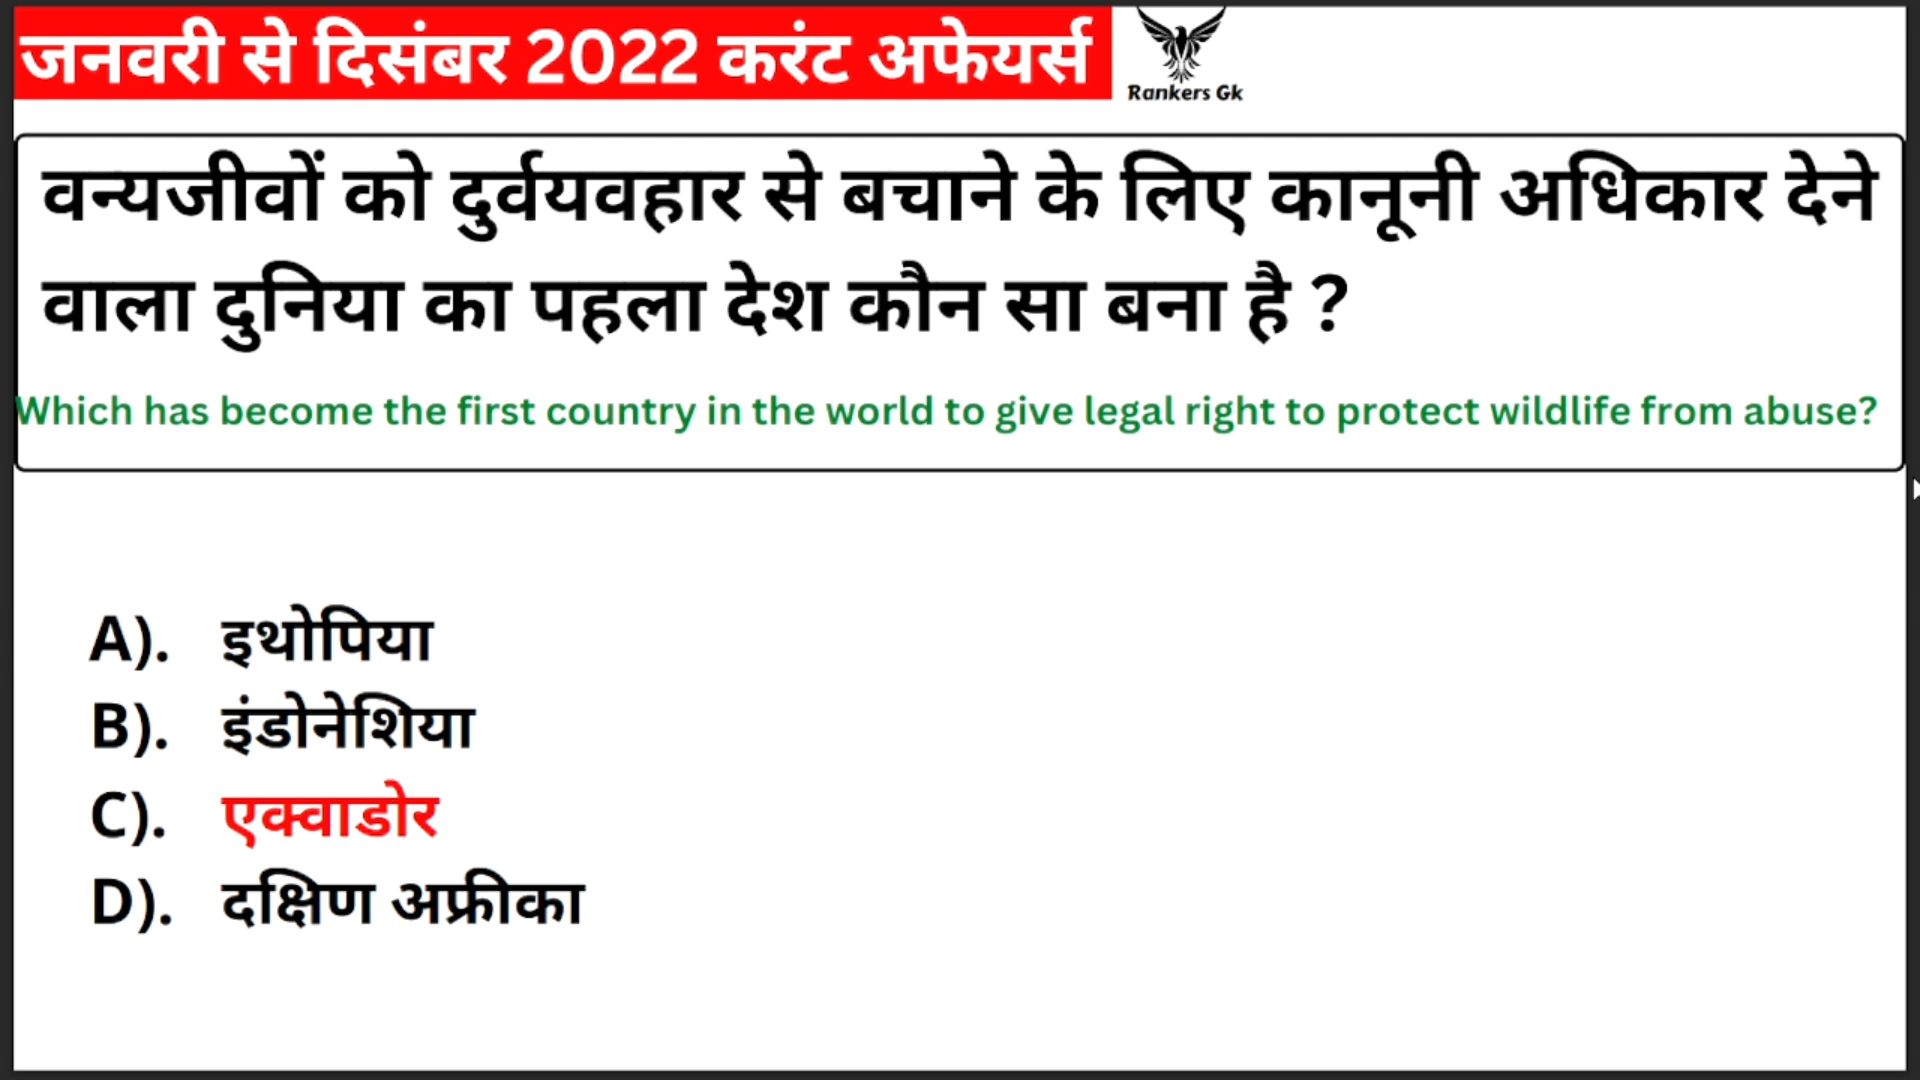 जनवरी से दिसंबर 2022 करंट अफेयर्स
Rankers Gk
वन्यजीवों को दुर्वयवहार से बचाने के लिए कानूनी अधिकार देने
वाला दुनिया का पहला देश कौन सा बना है ?
Which has become the first country in the world to give legal right to protect wildlife from abuse?
A). इथोपिया
B). इंडोनेशिया
C). एक्वाडोर
D). दक्षिण अफ्रीका